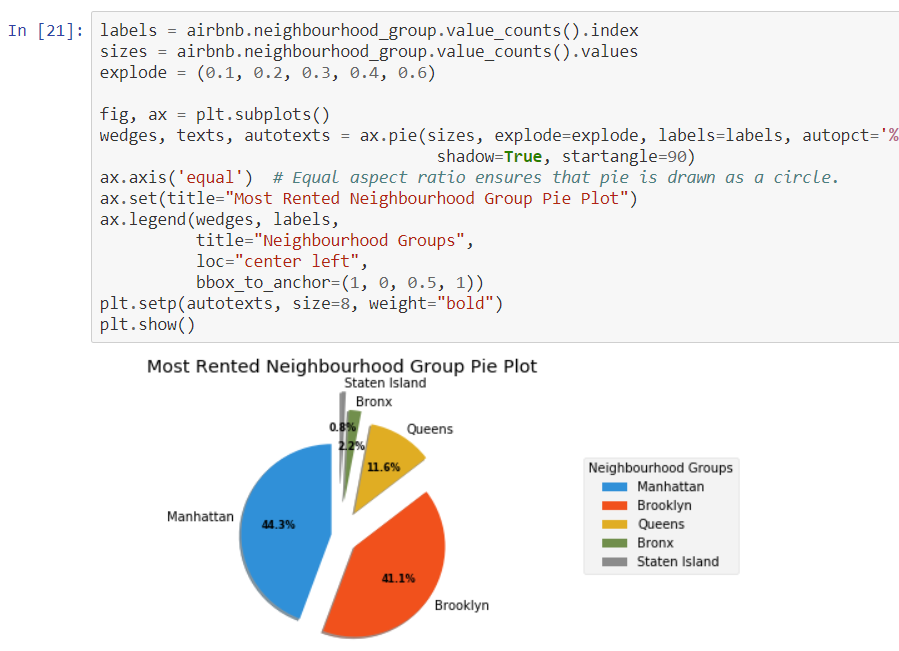 In [21]:
labels = airbnb.neighbourhood_group.value_counts().index
sizes = airbnb.neighbourhood_group.value_counts().values
explode = (0.1, 0.2, 0.3, 0.4, 0.6)
fig, ax = plt.subplots()
wedges, texts, autotexts = ax.pie(sizes, explode=explode, labels=labels, autopct='%
shadow=True, startangle=90)
ax.axis('equal')  # Equal aspect ratio ensures that pie is drawn as a circle.
ax.set(title="Most Rented Neighbourhood Group Pie Plot")
ax.legend(wedges, labels,
title="Neighbourhood Groups",
loc="center left",
bbox_to_anchor=(1, 0, 0.5, 1))
plt.setp(autotexts, size=8, weight="bold")
plt.show()
Most Rented Neighbourhood Group Pie Plot
Staten Island
Bronx
Queens
0.8%
2.2%
11.6%
Manhattan
44.3%
41.1%
Brooklyn
Neighbourhood Groups
Manhattan
Brooklyn
Queens
Bronx
Staten Island